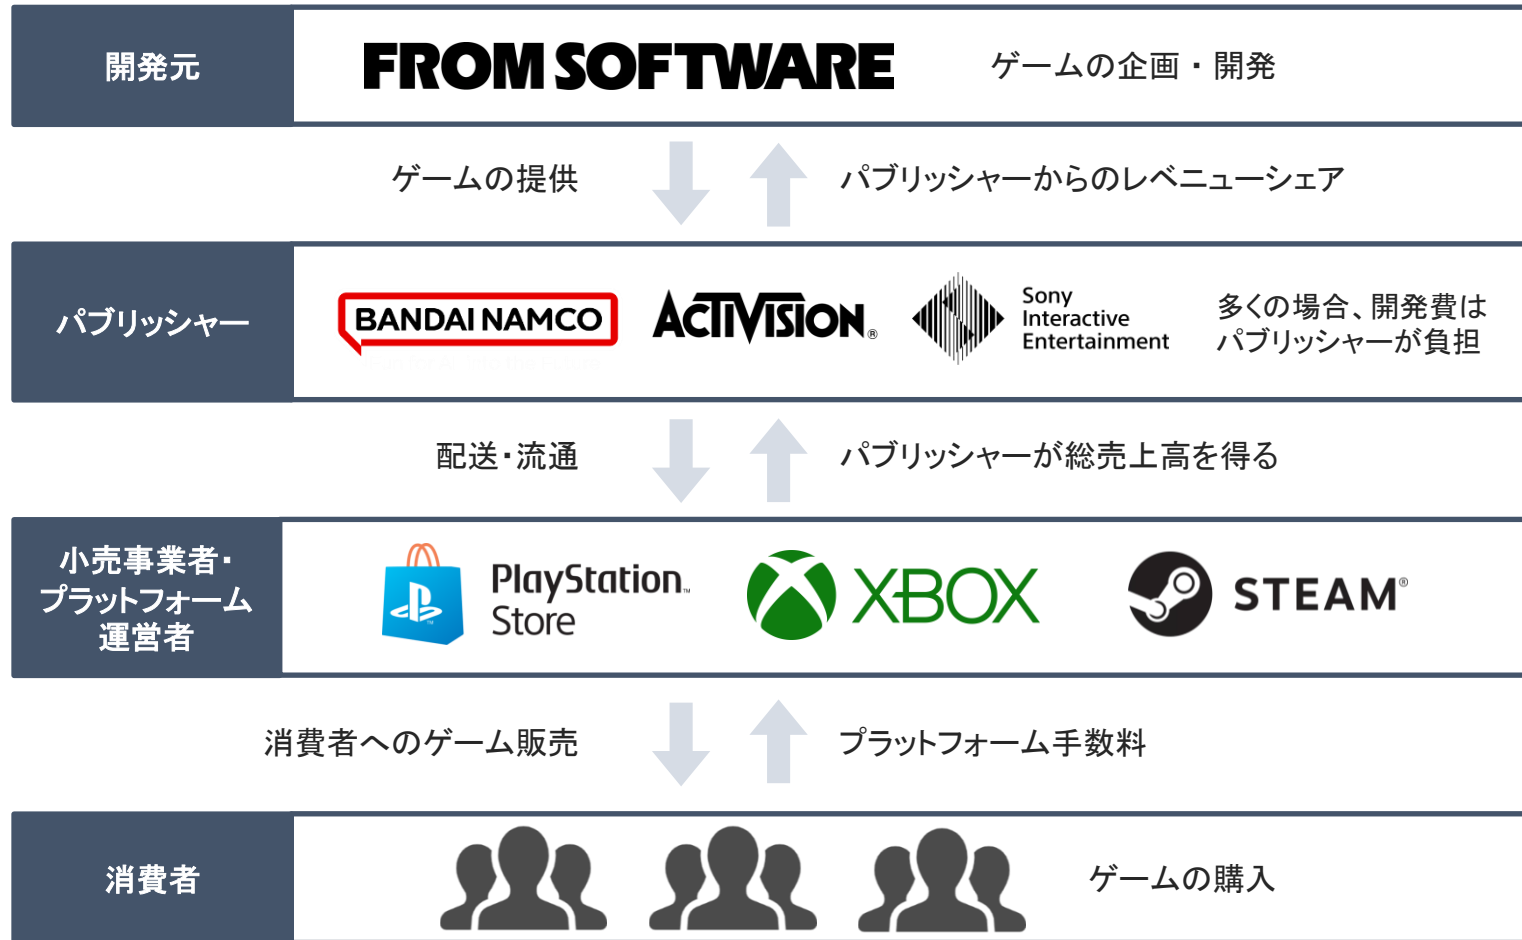 開発元
FROM SOFTWARE
ゲームの企画・開発
ゲームの提供
パブリッシャーからのレベニューシェア
パブリッシャー
BANDAI NAMCO
ACTIVISION®
Sony
Interactive
Entertainment
多くの場合、開発費は
パブリッシャーが負担
配送・流通
パブリッシャーが総売上高を得る
小売事業者・
プラットフォーム
運営者
PlayStation™
Store
XBOX
STEAM®
消費者へのゲーム販売
プラットフォーム手数料
消費者
ゲームの購入